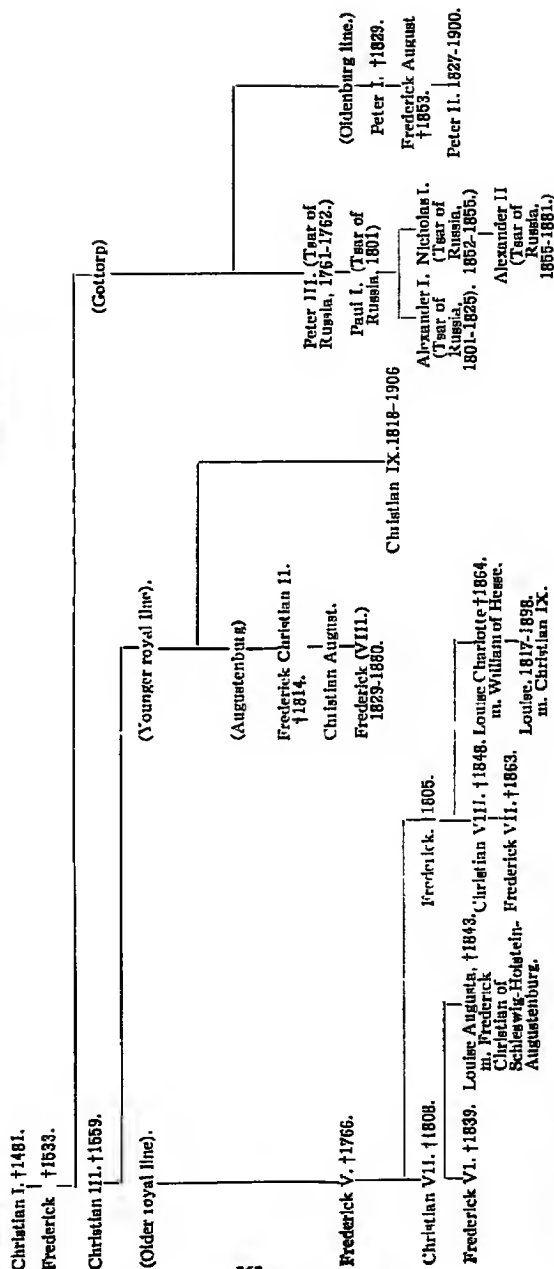 Christian I. †1481.
Frederick †1533.
Christian III. †1559.
(Older royal line).
Frederick V. †1766.
Christian VII. †1808.
Frederick VI. †1839.
Louise Augusta, †1843.
m. Frederick
Christian of
Schleswig-Holstein-
Augustenburg.
Frederick. †1805.
Christian VIII. †1848.
Frederick VII. †1863.
Louise Charlotte †1864.
m. William of Hesse.
Louise. 1817-1898.
m. Christian IX.
(Younger royal line).
(Augustenburg)
Frederick Christian II.
†1814.
Christian August.
Frederick (VIII.)
1829-1880.
Christian IX. 1818-1906
(Gottorp)
Peter III. (Tsar of
Russia, 1761-1762.)
Paul I. (Tsar of
Russia, 1801)
Alexander I.
(Tsar of
Russia,
1801-1825).
Nicholas I.
(Tsar of
Russia,
1852-1855.)
Alexander II
(Tsar of
Russia,
1855-1881.)
(Oldenburg line.)
Peter I. †1829.
Frederick August
†1853.
Peter II. 1827-1900.